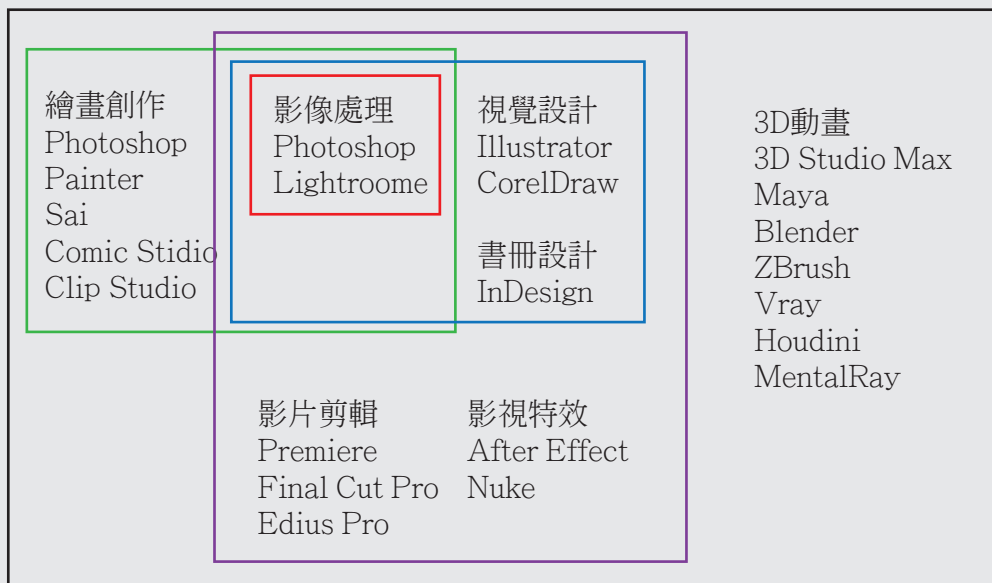 繪畫創作
Photoshop
Painter
Sai
Comic Stidio
Clip Studio
影像處理
Photoshop
Lightroome
視覺設計
Illustrator
CorelDraw
書冊設計
InDesign
影片剪輯
Premiere
Final Cut Pro
Edius Pro
影視特效
After Effect
Nuke
3D動畫
3D Studio Max
Maya
Blender
ZBrush
Vray
Houdini
MentalRay